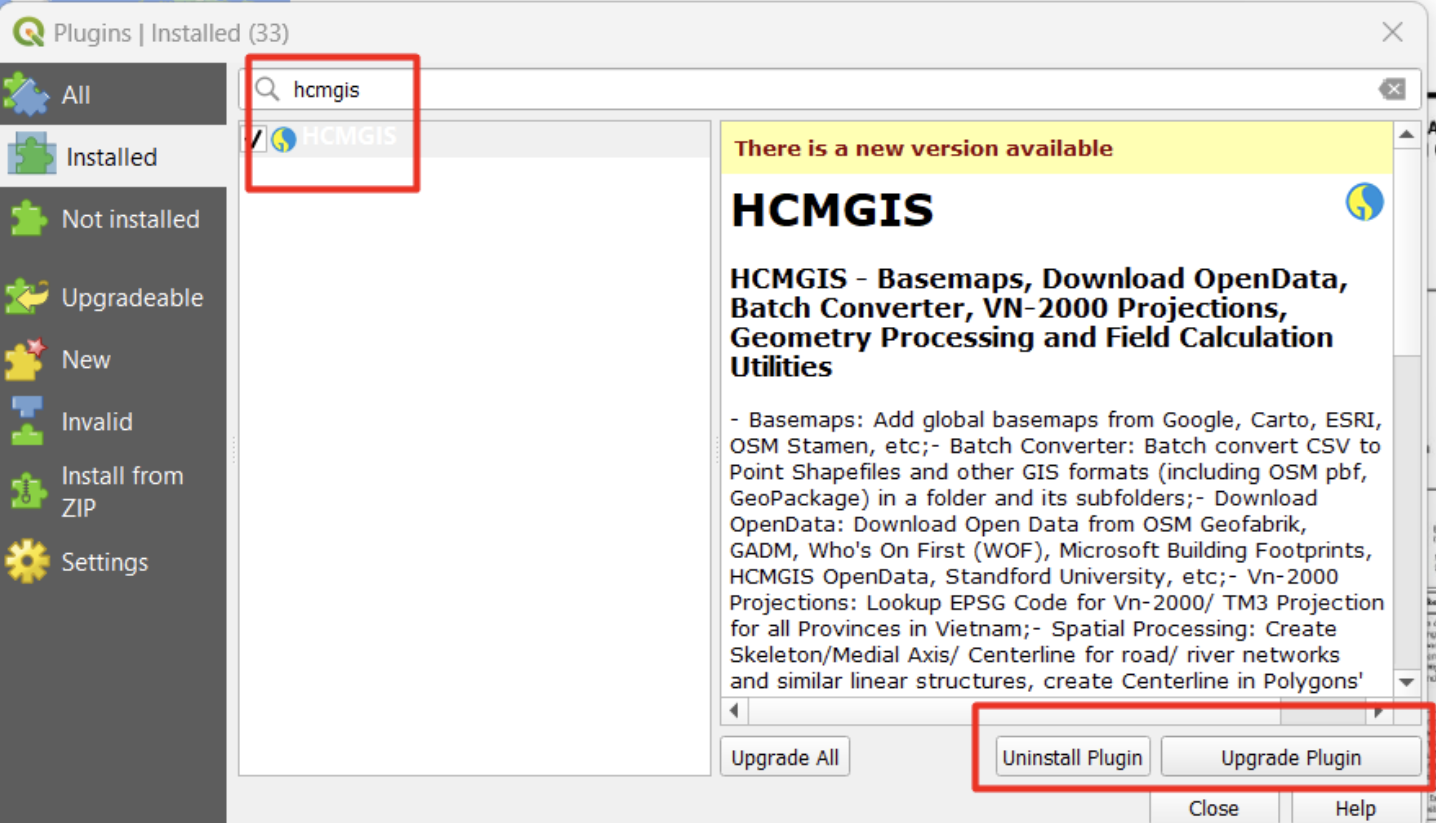 Plugins | Installed (33)
hcmgis
All
Installed
Not installed
Upgradeable
New
Invalid
Install from
ZIP
Settings
HCMGIS
There is a new version available
HCMGIS
HCMGIS - Basemaps, Download OpenData,
Batch Converter, VN-2000 Projections,
Geometry Processing and Field Calculation
Utilities
- Basemaps: Add global basemaps from Google, Carto, ESRI,
OSM Stamen, etc;- Batch Converter: Batch convert CSV to
Point Shapefiles and other GIS formats (including OSM pbf,
GeoPackage) in a folder and its subfolders;- Download
OpenData: Download Open Data from OSM Geofabrik,
GADM, Who's On First (WOF), Microsoft Building Footprints,
HCMGIS OpenData, Standford University, etc;- Vn-2000
Projections: Lookup EPSG Code for Vn-2000/ TM3 Projection
for all Provinces in Vietnam;- Spatial Processing: Create
Skeleton/Medial Axis/ Centerline for road/ river networks
and similar linear structures, create Centerline in Polygons'
Upgrade All
Uninstall Plugin
Upgrade Plugin
Close
Help